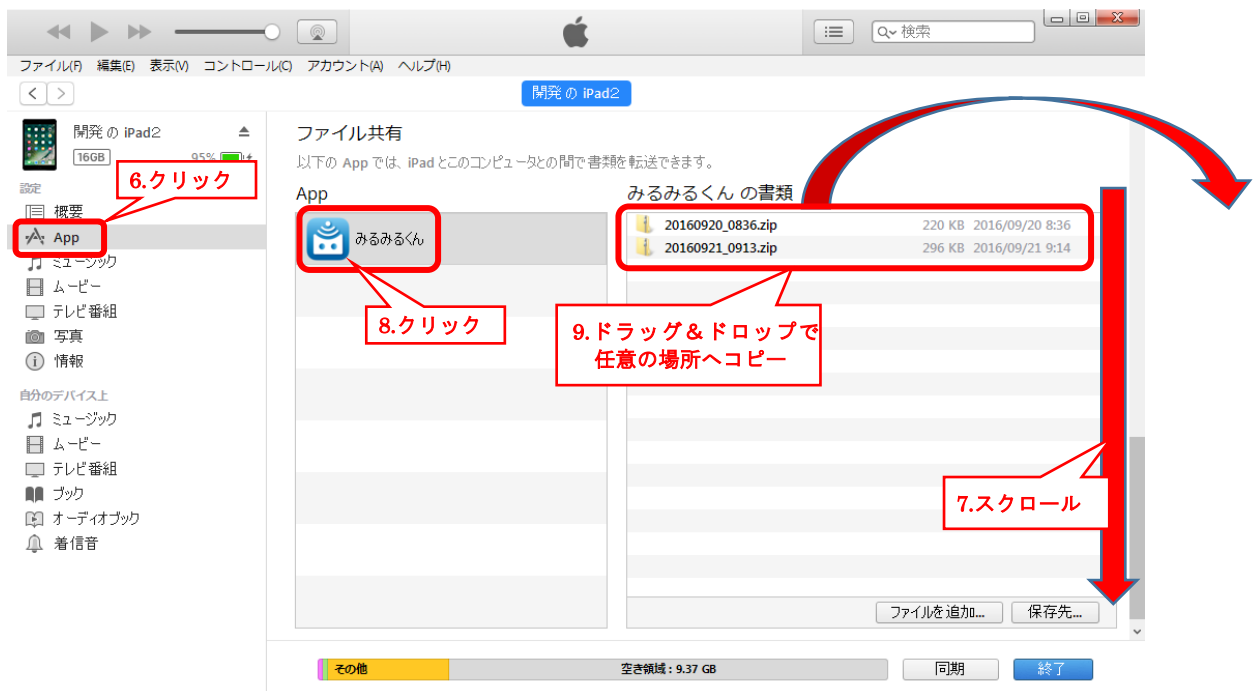 検索
ファイル(F) 編集(E) 表示(V) コントロール(C) アカウント(A) ヘルプ(H)
開発 の iPad2
開発 の iPad2
16GB
95%
6.クリック
設定
概要
App
ミュージック
ムービー
テレビ番組
写真
情報
自分のデバイス上
ミュージック
ムービー
テレビ番組
ブック
オーディオブック
着信音
ファイル共有
以下の App では、iPad とこのコンピュータとの間で書類を転送できます。
App
みるみるくん
8.クリック
みるみるくん の書類
20160920_0836.zip 220 KB 2016/09/20 8:36
20160921_0913.zip 296 KB 2016/09/21 9:14
9.ドラッグ＆ドロップで
任意の場所へコピー
7.スクロール
ファイルを追加... 保存先...
その他 空き領域 : 9.37 GB 同期 終了